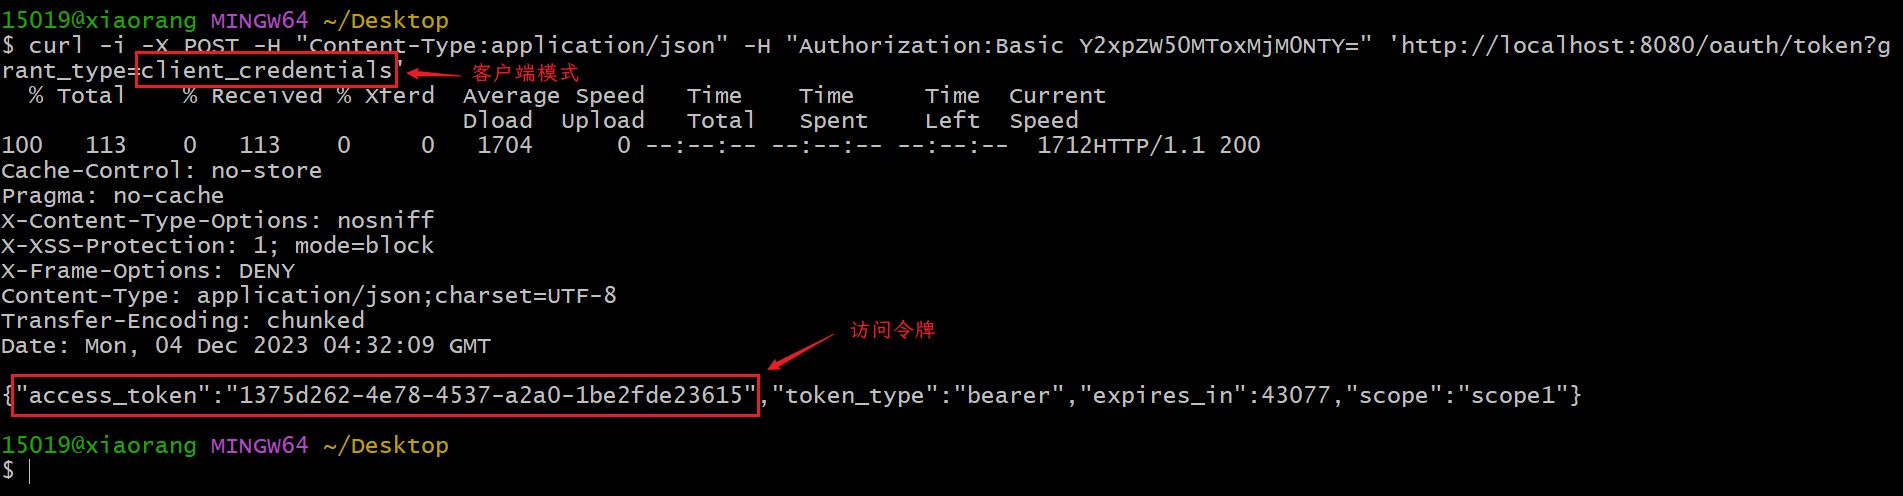 15019@xiaorang MINGW64 ~/Desktop
$ curl -i -X POST -H "Content-Type:application/json" -H "Authorization:Basic Y2xpZW50MToxMjM0NTY=" 'http://localhost:8080/oauth/token?g
rant_type=client_credentials' 客户端模式
% Total % Received % Xferd Average Speed Time Time Time Current
Dload Upload Total Spent Left Speed
100 113 0 113 0 0 1704 0 --:--:-- --:--:-- --:--:-- 1712HTTP/1.1 200
Cache-Control: no-store
Pragma: no-cache
X-Content-Type-Options: nosniff
X-XSS-Protection: 1; mode=block
X-Frame-Options: DENY
Content-Type: application/json;charset=UTF-8
Transfer-Encoding: chunked
访问令牌
Date: Mon, 04 Dec 2023 04:32:09 GMT
{"access_token":"1375d262-4e78-4537-a2a0-1be2fde23615","token_type":"bearer","expires_in":43077,"scope":"scope1"}
15019@xiaorang MINGW64 ~/Desktop
$